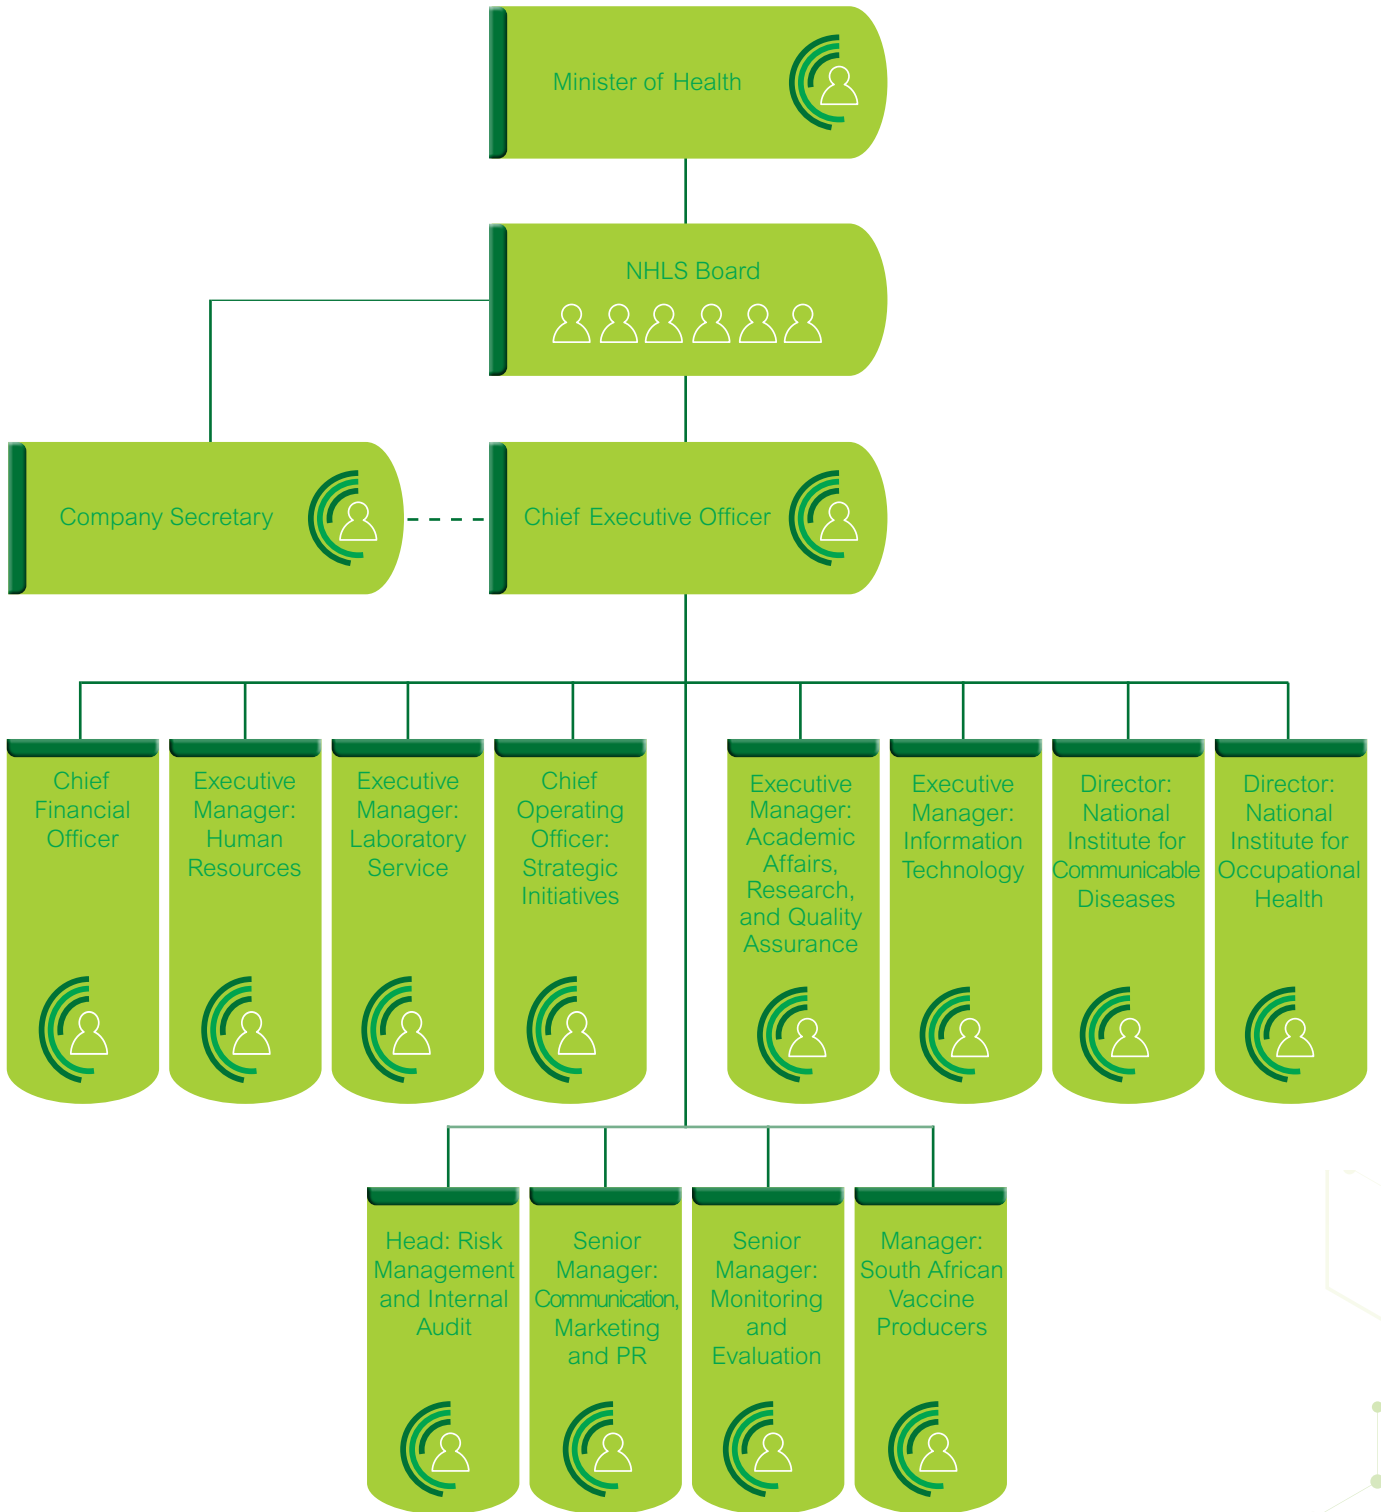 Minister of Health
NHLS Board
Company Secretary
Chief Executive Officer
Chief
Financial
Officer
Executive
Manager:
Human
Resources
Executive
Manager:
Laboratory
Service
Chief
Operating
Officer:
Strategic
Initiatives
Executive
Manager:
Academic
Affairs,
Research,
and Quality
Assurance
Executive
Manager:
Information
Technology
Director:
National
Institute for
Communicable
Diseases
Director:
National
Institute for
Occupational
Health
Head: Risk
Management
and Internal
Audit
Senior
Manager:
Communication,
Marketing
and PR
Senior
Manager:
Monitoring
and
Evaluation
Manager:
South African
Vaccine
Producers